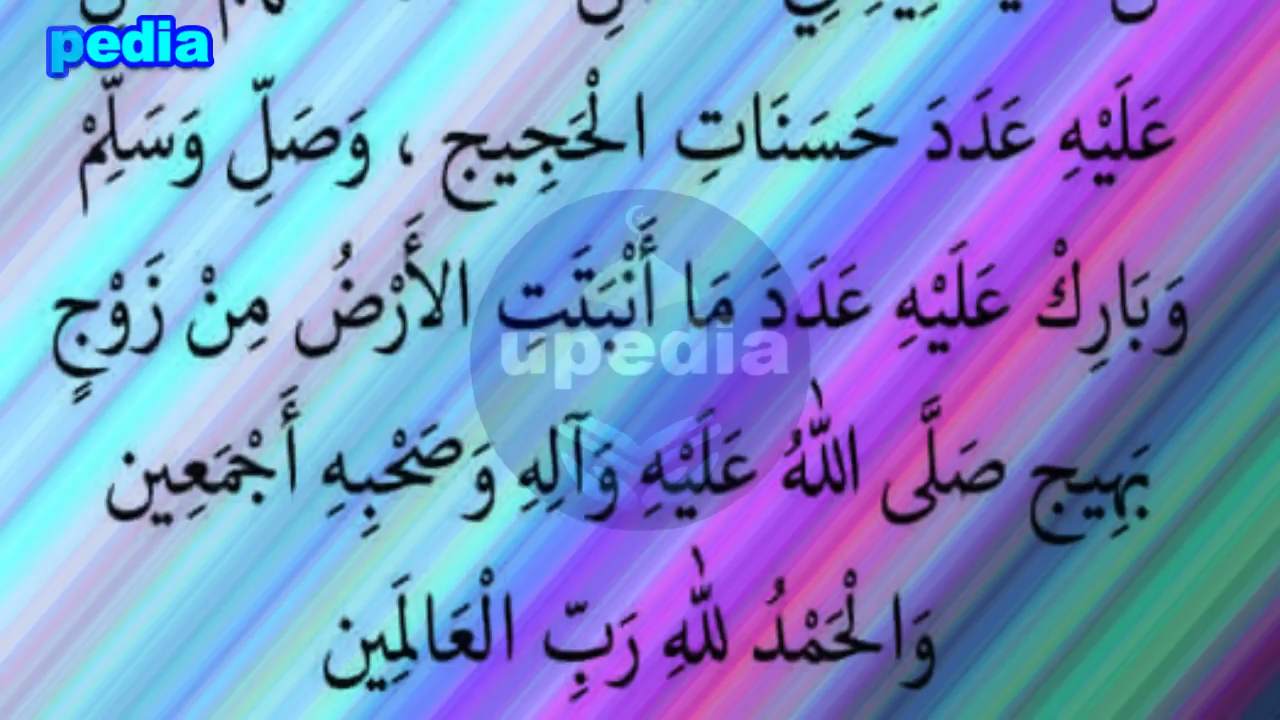 pedia
عَلَيْهِ عَدَدَ حَسَنَاتِ الْحَجِيجِ ، وَصَلِّ وَسَلِّمْ
وَبَارِكْ عَلَيْهِ عَدَدَ مَا أَنْبَتَتِ الأَرْضُ مِنْ زَوْجٍ
upedia
بَهِيج صَلَّى اللهُ عَلَيْهِ وَآلِهِ وَصَحْبِهِ أَجْمَعِين
وَالْحَمْدُ للهِ رَبِّ الْعَالَمِين